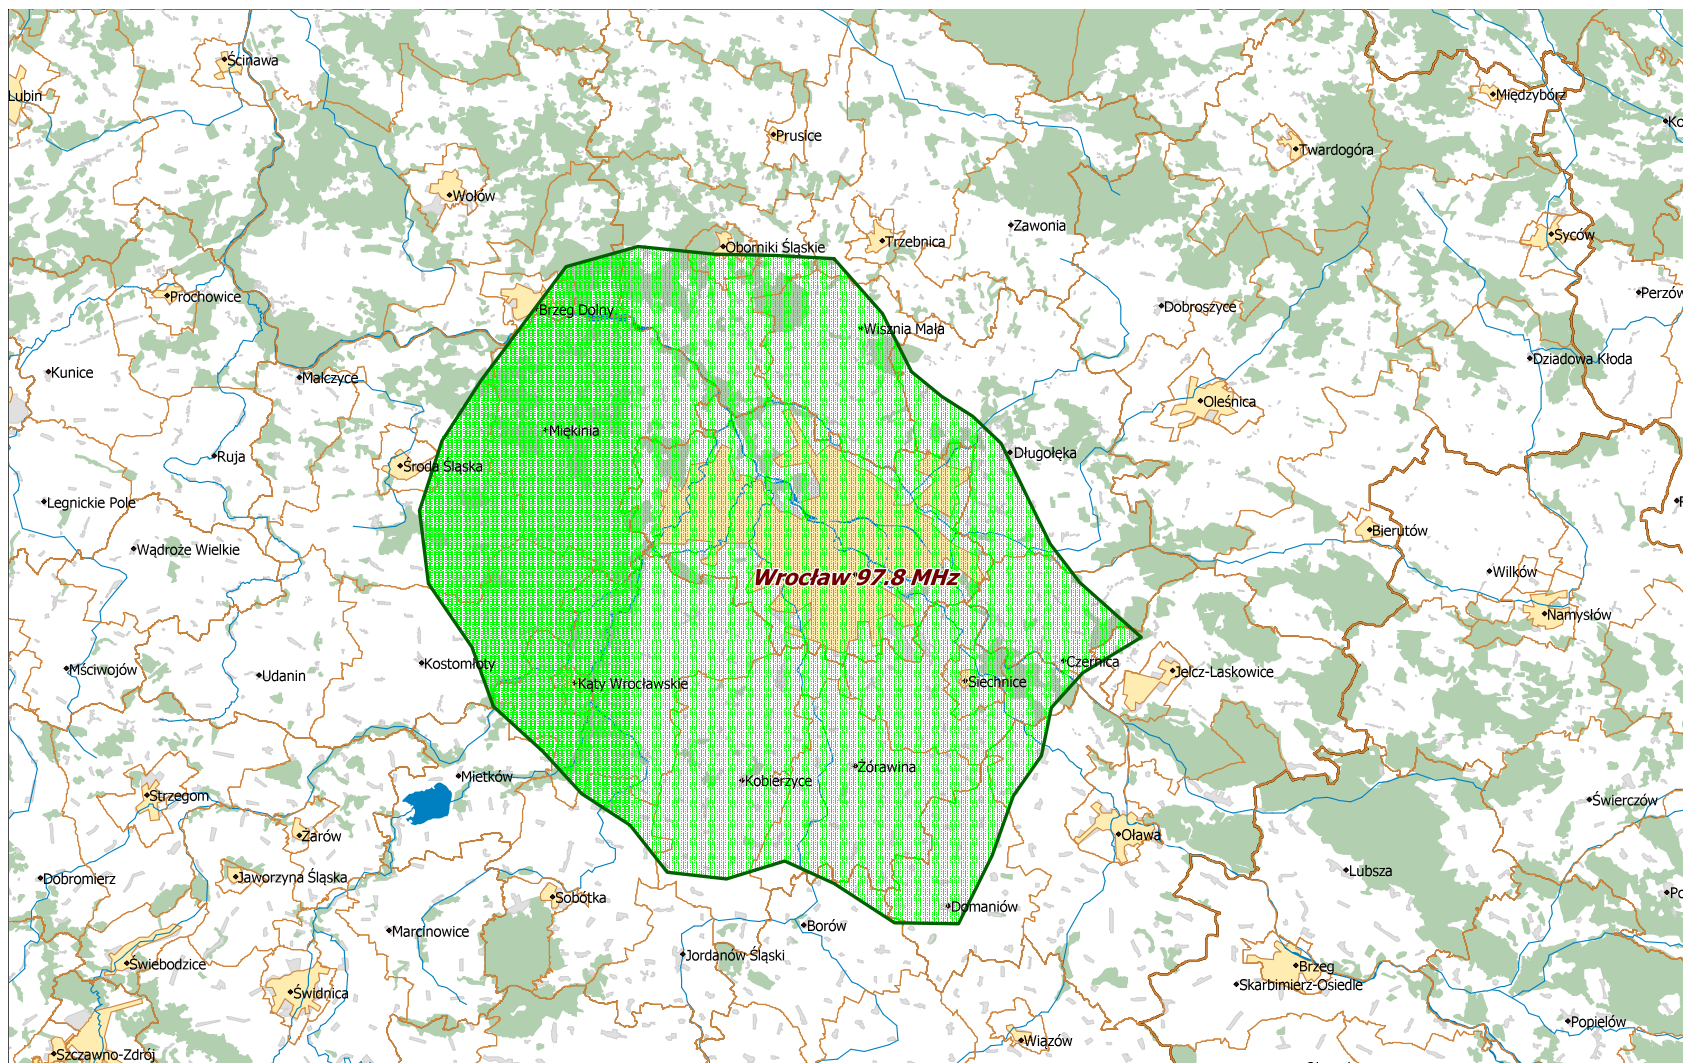 Ścinawa
Lubin
Międzybórz
Prusice
Twardogóra
Wołów
Zawonia
Syców
Trzebnica
Oborniki Śląskie
Prochowice
Perzów
Dobroszyce
Brzeg Dolny
Wisznia Mała
Dziadowa Kłoda
Kunice
Malczyce
Oleśnica
Miękinia
Długołęka
Ruja
Środa Śląska
Legnickie Pole
Bierutów
Wądroże Wielkie
Wilków
Wrocław 97.8 MHz
Namysłów
Mściwojów
Udanin
Kostomłoty
Czernica
Jelcz-Laskowice
Kąty Wrocławskie
Siechnice
Żórawina
Mietków
Kobierzyce
Strzegom
Świerczów
Żarów
Oława
Lubsza
Dobromierz
Jaworzyna Śląska
Sobótka
Domaniów
Borów
Marcinowice
Jordanów Śląski
Świebodzice
Brzeg
Skarbimierz-Osiedle
Świdnica
Popielów
Wiązów
Szczawno-Zdrój